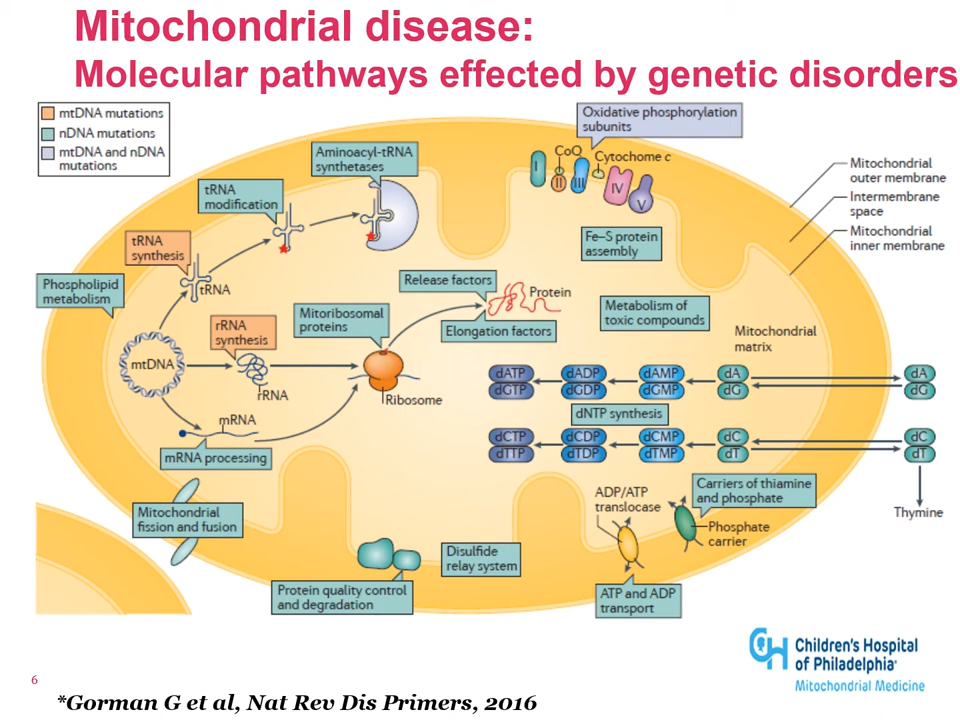 Mitochondrial disease:
Molecular pathways effected by genetic disorders
mtDNA mutations
nDNA mutations
mtDNA and nDNA
mutations
Oxidative phosphorylation
subunits
Aminoacyl-tRNA
synthetases
CoQ
Cytochrome c
I
II
III
IV
V
Mitochondrial
outer membrane
Intermembrane
space
Mitochondrial
inner membrane
tRNA
modification
tRNA
synthesis
Fe–S protein
assembly
Phospholipid
metabolism
tRNA
Release factors
Protein
Mitoribosomal
proteins
Elongation factors
Metabolism of
toxic compounds
rRNA
synthesis
Mitochondrial
matrix
mtDNA
rRNA
Ribosome
dATP
dADP
dAMP
dA
dA
dGTP
dGDP
dGMP
dG
dG
dNTP synthesis
mRNA
dCTP
dCDP
dCMP
dC
dC
dTTP
dTDP
dTMP
dT
dT
mRNA processing
Carriers of thiamine
and phosphate
ADP/ATP
translocase
Thymine
Mitochondrial
fission and fusion
Phosphate
carrier
Disulfide
relay system
Protein quality control
and degradation
ATP and ADP
transport
Children's Hospital
of Philadelphia
Mitochondrial Medicine
6
*Gorman G et al, Nat Rev Dis Primers, 2016